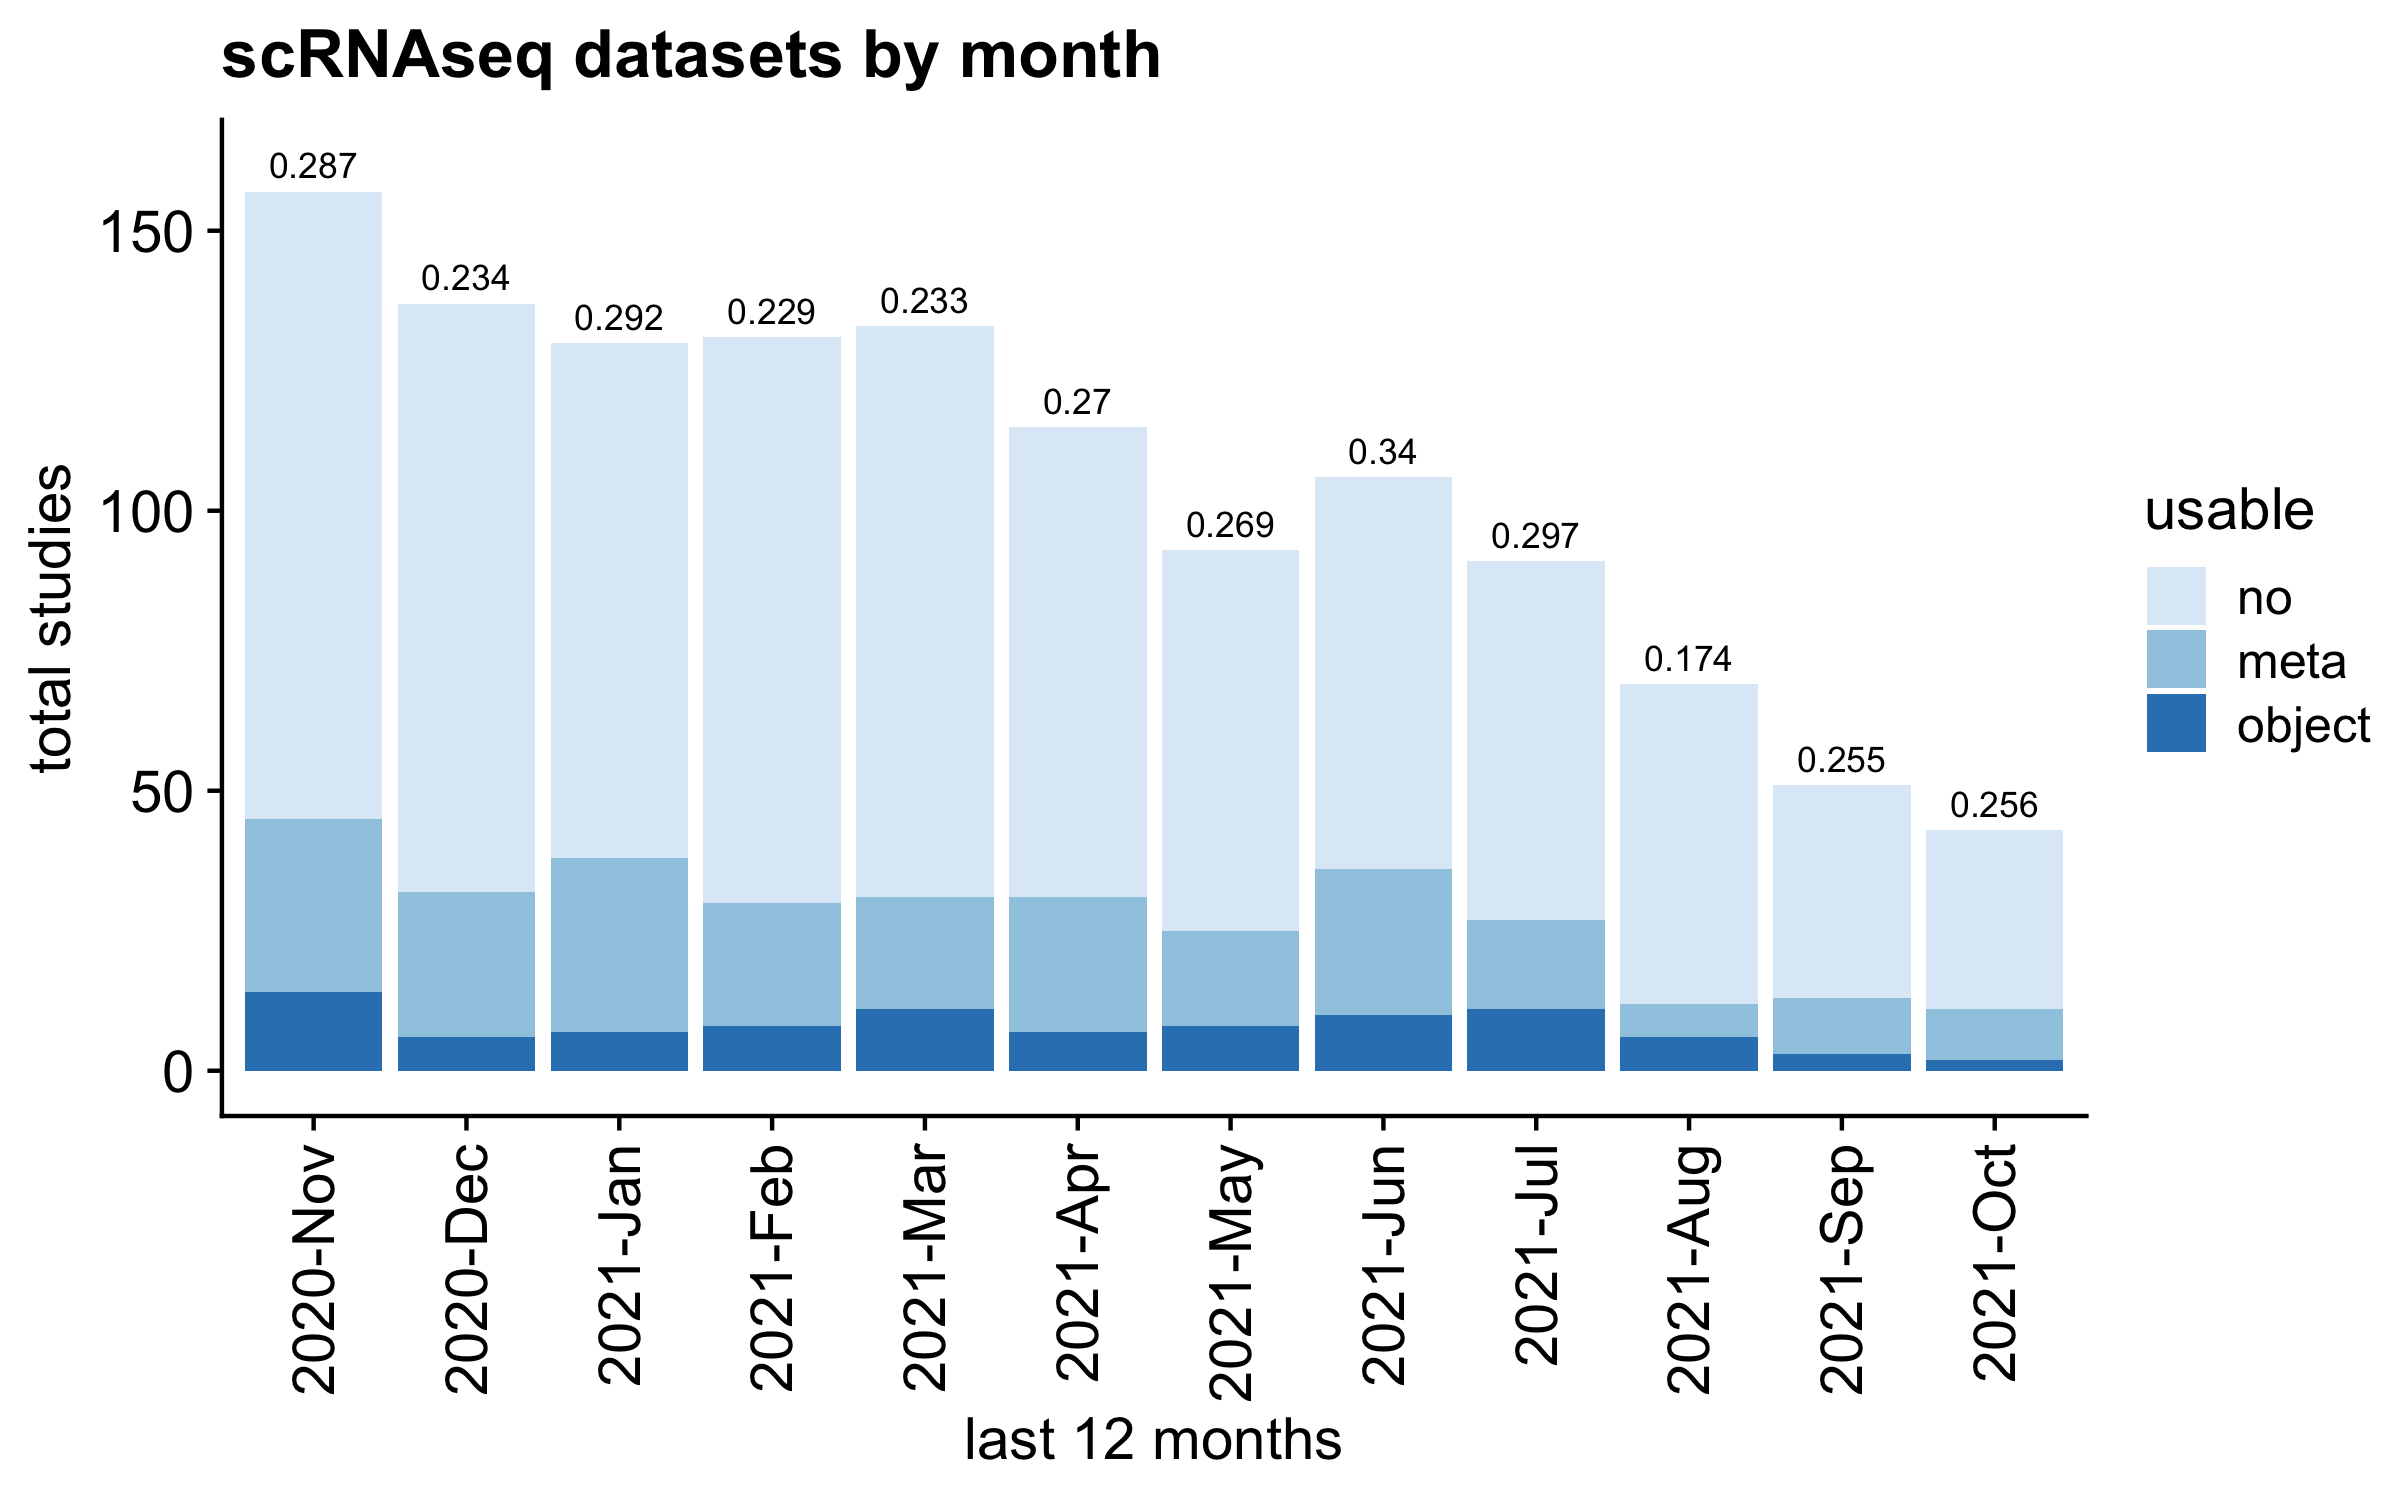 scRNAseq datasets by month
total studies
150
100
50
0
0.287
0.234
0.292
0.229
0.233
0.27
0.269
0.34
0.297
0.174
0.255
0.256
2020-Nov
2020-Dec
2021-Jan
2021-Feb
2021-Mar
2021-Apr
2021-May
2021-Jun
2021-Jul
2021-Aug
2021-Sep
2021-Oct
last 12 months
usable
no
meta
object